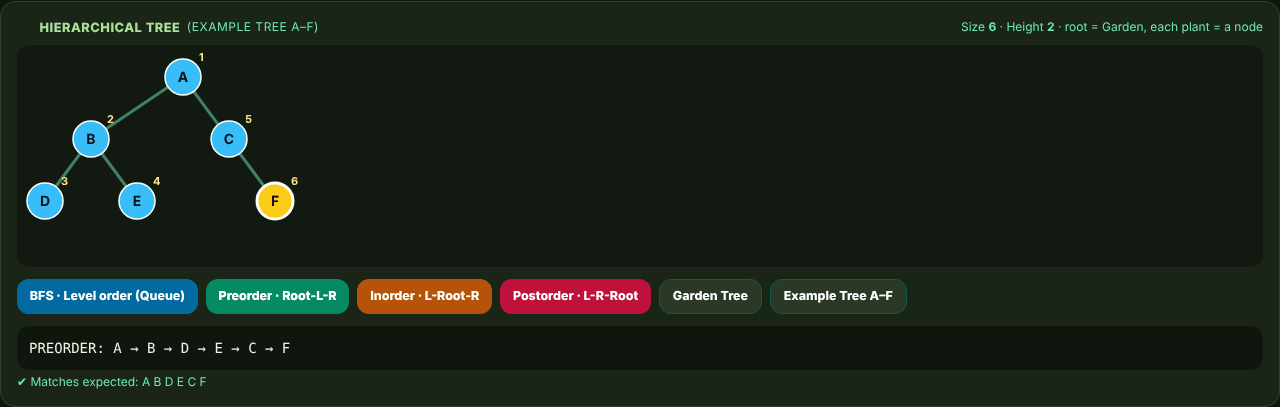 HIERARCHICAL TREE (EXAMPLE TREE A–F)
Size 6 · Height 2 · root = Garden, each plant = a node
A 1
B 2
C 5
D 3
E 4
F 6
BFS · Level order (Queue)
Preorder · Root-L-R
Inorder · L-Root-R
Postorder · L-R-Root
Garden Tree
Example Tree A–F
PREORDER: A → B → D → E → C → F
✔ Matches expected: A B D E C F